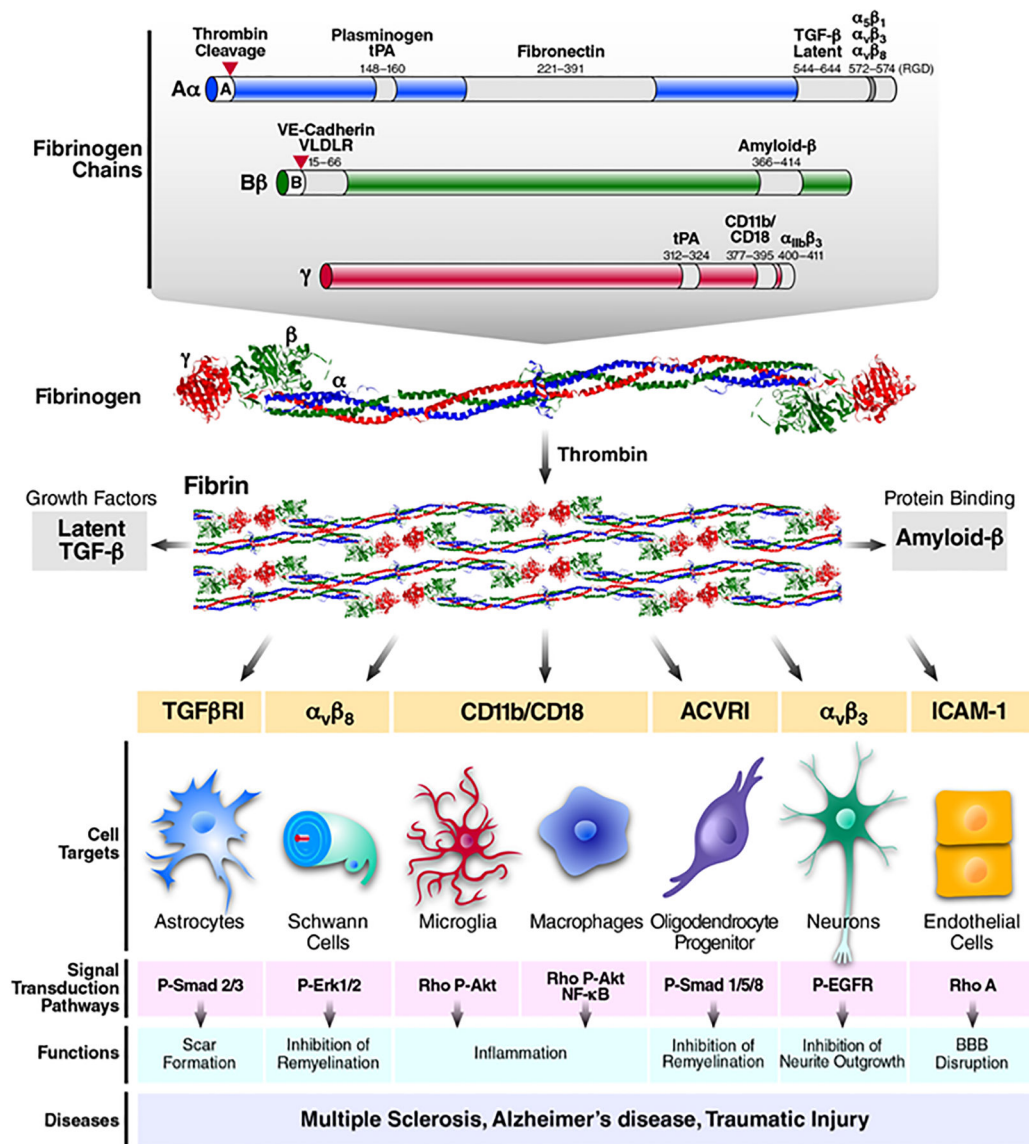 Thrombin
Cleavage
Plasminogen
tPA
148–160
Fibronectin
221–391
TGF-β
Latent
544–644
α5β1
αvβ3
αvβ8
572–574 (RGD)
Aα
A
Fibrinogen
Chains
VE-Cadherin
VLDLR
15–66
Amyloid-β
366–414
Bβ
B
tPA
312–324
CD11b/
CD18
377–395
αIIbβ3
400–411
γ
γ
β
α
Fibrinogen
Thrombin
Growth Factors
Latent
TGF-β
Fibrin
Protein Binding
Amyloid-β
TGFβRI
αvβ8
CD11b/CD18
ACVRI
αvβ3
ICAM-1
Cell
Targets
Astrocytes
Schwann
Cells
Microglia
Macrophages
Oligodendrocyte
Progenitor
Neurons
Endothelial
Cells
Signal
Transduction
Pathways
P-Smad 2/3
P-Erk1/2
Rho P-Akt
Rho P-Akt
NF-κB
P-Smad 1/5/8
P-EGFR
Rho A
Functions
Scar
Formation
Inhibition of
Remyelination
Inflammation
Inhibition of
Remyelination
Inhibition of
Neurite Outgrowth
BBB
Disruption
Diseases
Multiple Sclerosis, Alzheimer's disease, Traumatic Injury